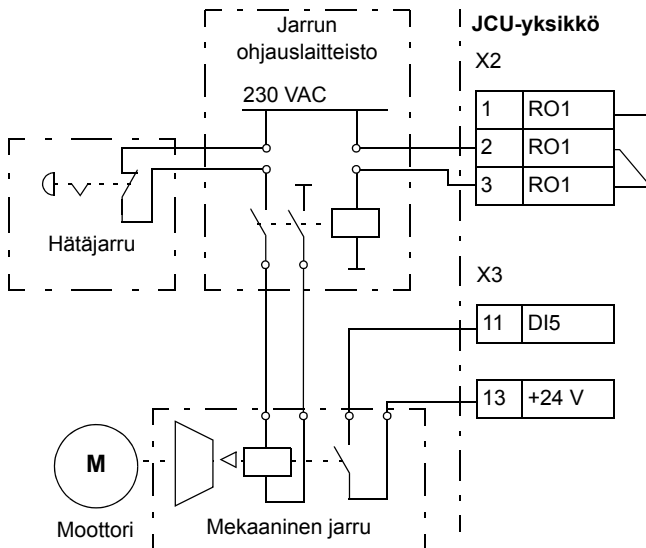 Jarrun
ohjauslaitteisto
230 VAC
JCU-yksikkö
X2
1 RO1
2 RO1
3 RO1
Hätäjarru
X3
11 DI5
13 +24 V
M
Moottori
Mekaaninen jarru